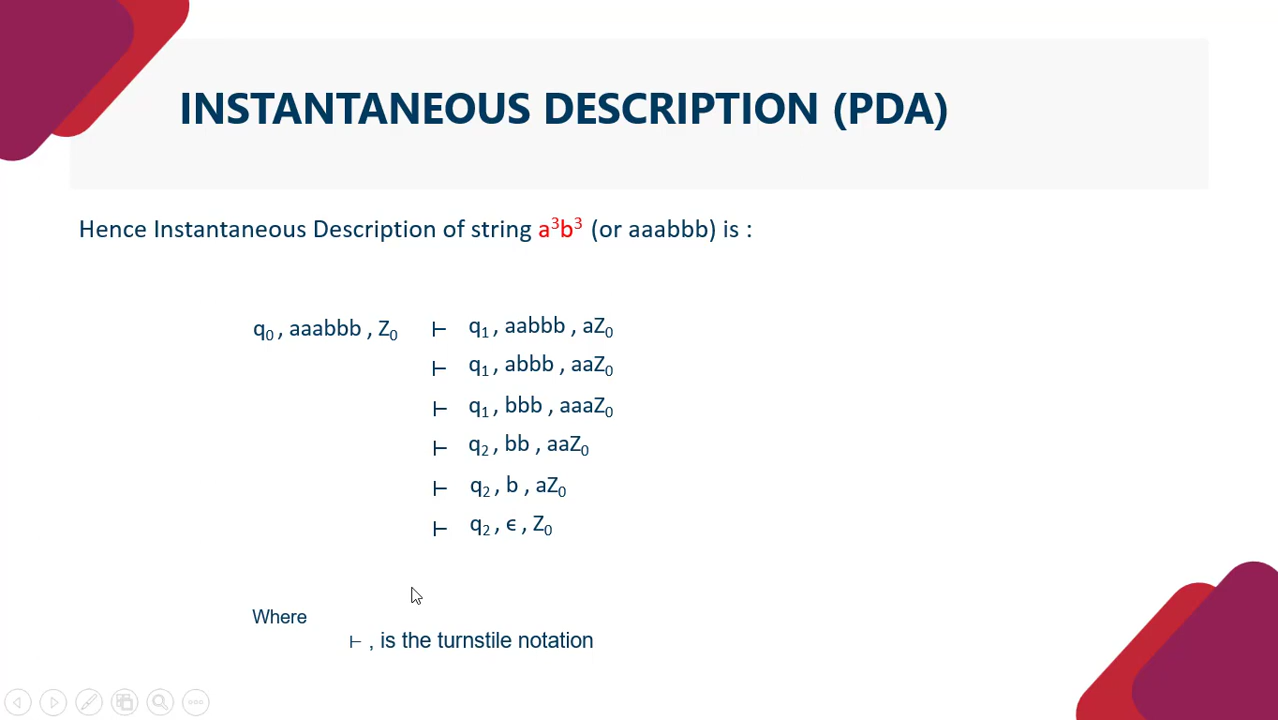 INSTANTANEOUS DESCRIPTION (PDA)
Hence Instantaneous Description of string a³b³ (or aaabbb) is :
q₀ , aaabbb , Z₀ ⊢ q₁ , aabbb , aZ₀
⊢ q₁ , abbb , aaZ₀
⊢ q₁ , bbb , aaaZ₀
⊢ q₂ , bb , aaZ₀
⊢ q₂ , b , aZ₀
⊢ q₂ , ϵ , Z₀
Where
⊢ , is the turnstile notation